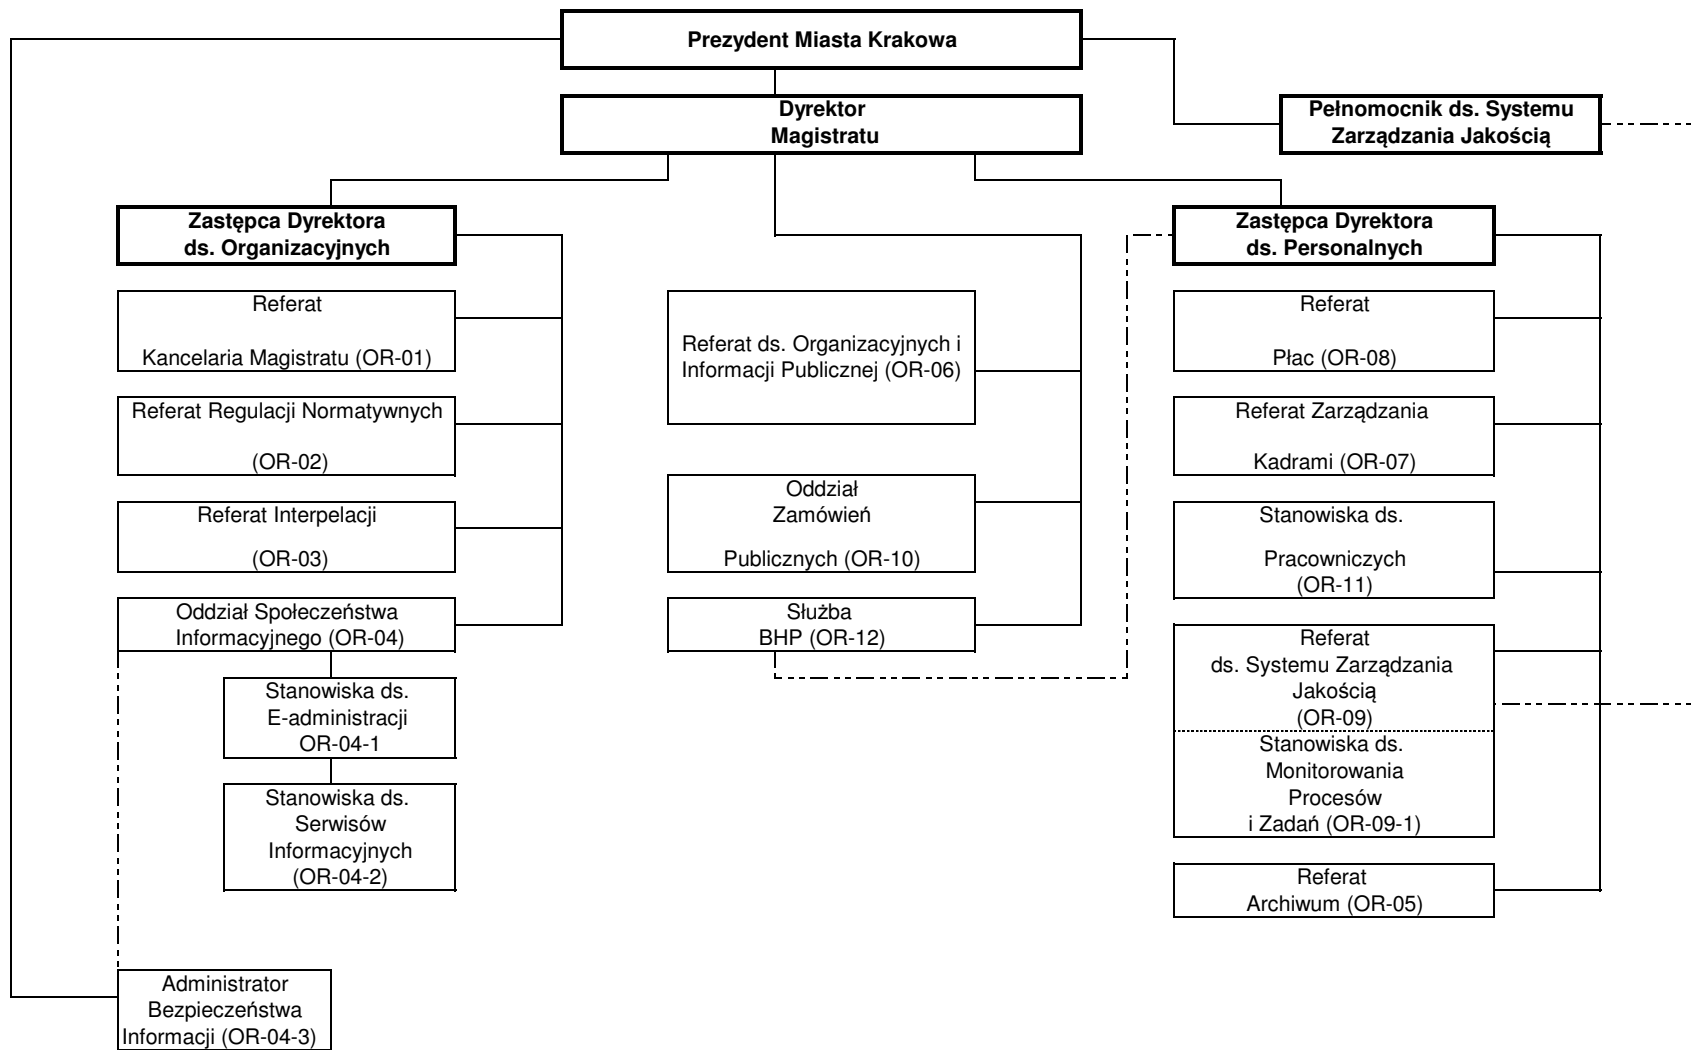 Prezydent Miasta Krakowa
Dyrektor
Magistratu
Pełnomocnik ds. Systemu
Zarządzania Jakością
Zastępca Dyrektora
ds. Organizacyjnych
Referat
Kancelaria Magistratu (OR-01)
Referat Regulacji Normatywnych
(OR-02)
Referat Interpelacji
(OR-03)
Oddział Społeczeństwa
Informacyjnego (OR-04)
Stanowiska ds.
E-administracji
OR-04-1
Stanowiska ds.
Serwisów
Informacyjnych
(OR-04-2)
Administrator
Bezpieczeństwa
Informacji (OR-04-3)
Referat ds. Organizacyjnych i
Informacji Publicznej (OR-06)
Oddział
Zamówień
Publicznych (OR-10)
Służba
BHP (OR-12)
Zastępca Dyrektora
ds. Personalnych
Referat
Płac (OR-08)
Referat Zarządzania
Kadrami (OR-07)
Stanowiska ds.
Pracowniczych
(OR-11)
Referat
ds. Systemu Zarządzania
Jakością
(OR-09)
Stanowiska ds.
Monitorowania
Procesów
i Zadań (OR-09-1)
Referat
Archiwum (OR-05)